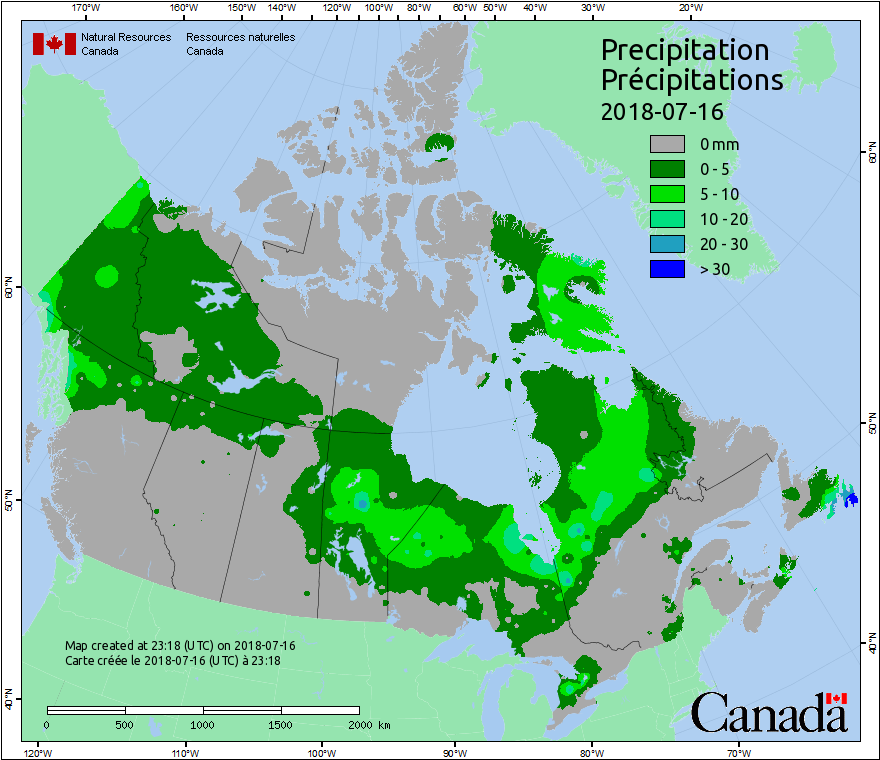 170°W 160°W 150°W 140°W 130°W 120°W 110°W 100°W 90°W 80°W 70°W 60°W 50°W 40°W 30°W 20°W
Natural Resources Canada
Ressources naturelles Canada
Precipitation
Précipitations
2018-07-16
0 mm
0 - 5
5 - 10
10 - 20
20 - 30
> 30
60°N
50°N
40°N
60°N
50°N
40°N
Map created at 23:18 (UTC) on 2018-07-16
Carte créée le 2018-07-16 (UTC) à 23:18
0 500 1000 1500 2000 km
Canada
120°W 110°W 100°W 90°W 80°W 70°W